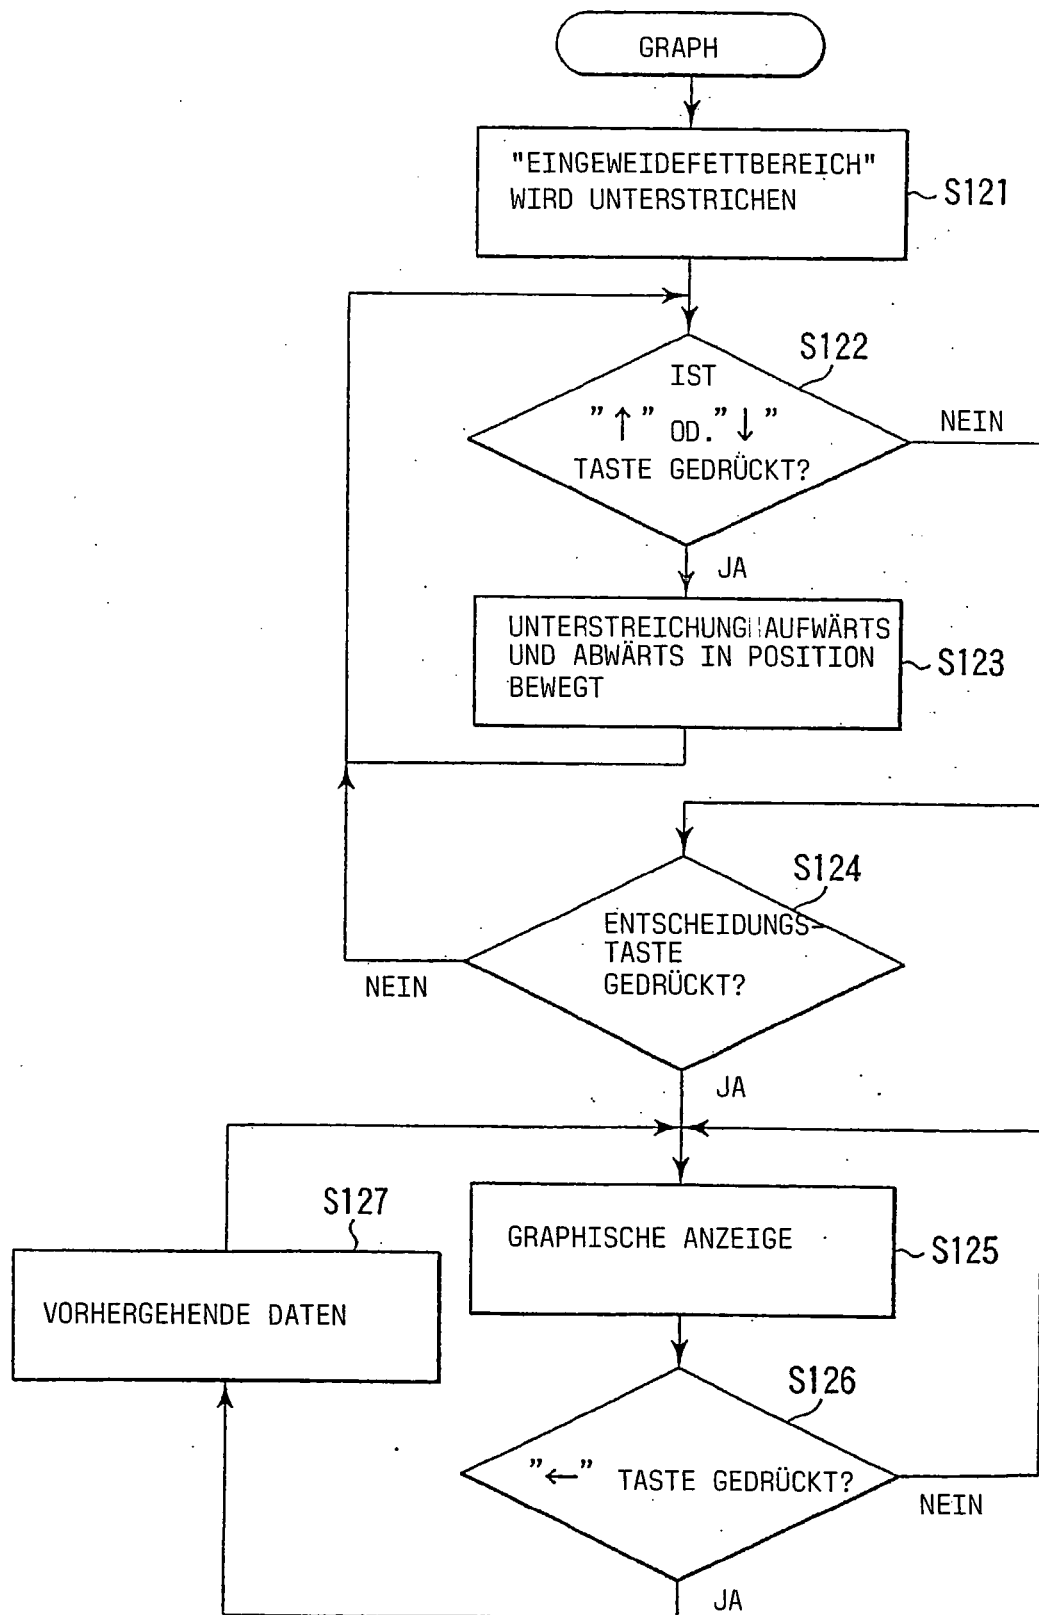 GRAPH
"EINGEWEIDEFETTBEREICH"
WIRD UNTERSTRICHEN
S121
S122
IST
"↑" OD."↓"
TASTE GEDRÜCKT?
NEIN
JA
UNTERSTREICHUNG AUFWÄRTS
UND ABWÄRTS IN POSITION
BEWEGT
S123
S124
ENTSCHEIDUNGS-
TASTE
GEDRÜCKT?
NEIN
JA
S127
VORHERGEHENDE DATEN
GRAPHISCHE ANZEIGE
S125
S126
"←" TASTE GEDRÜCKT?
NEIN
JA